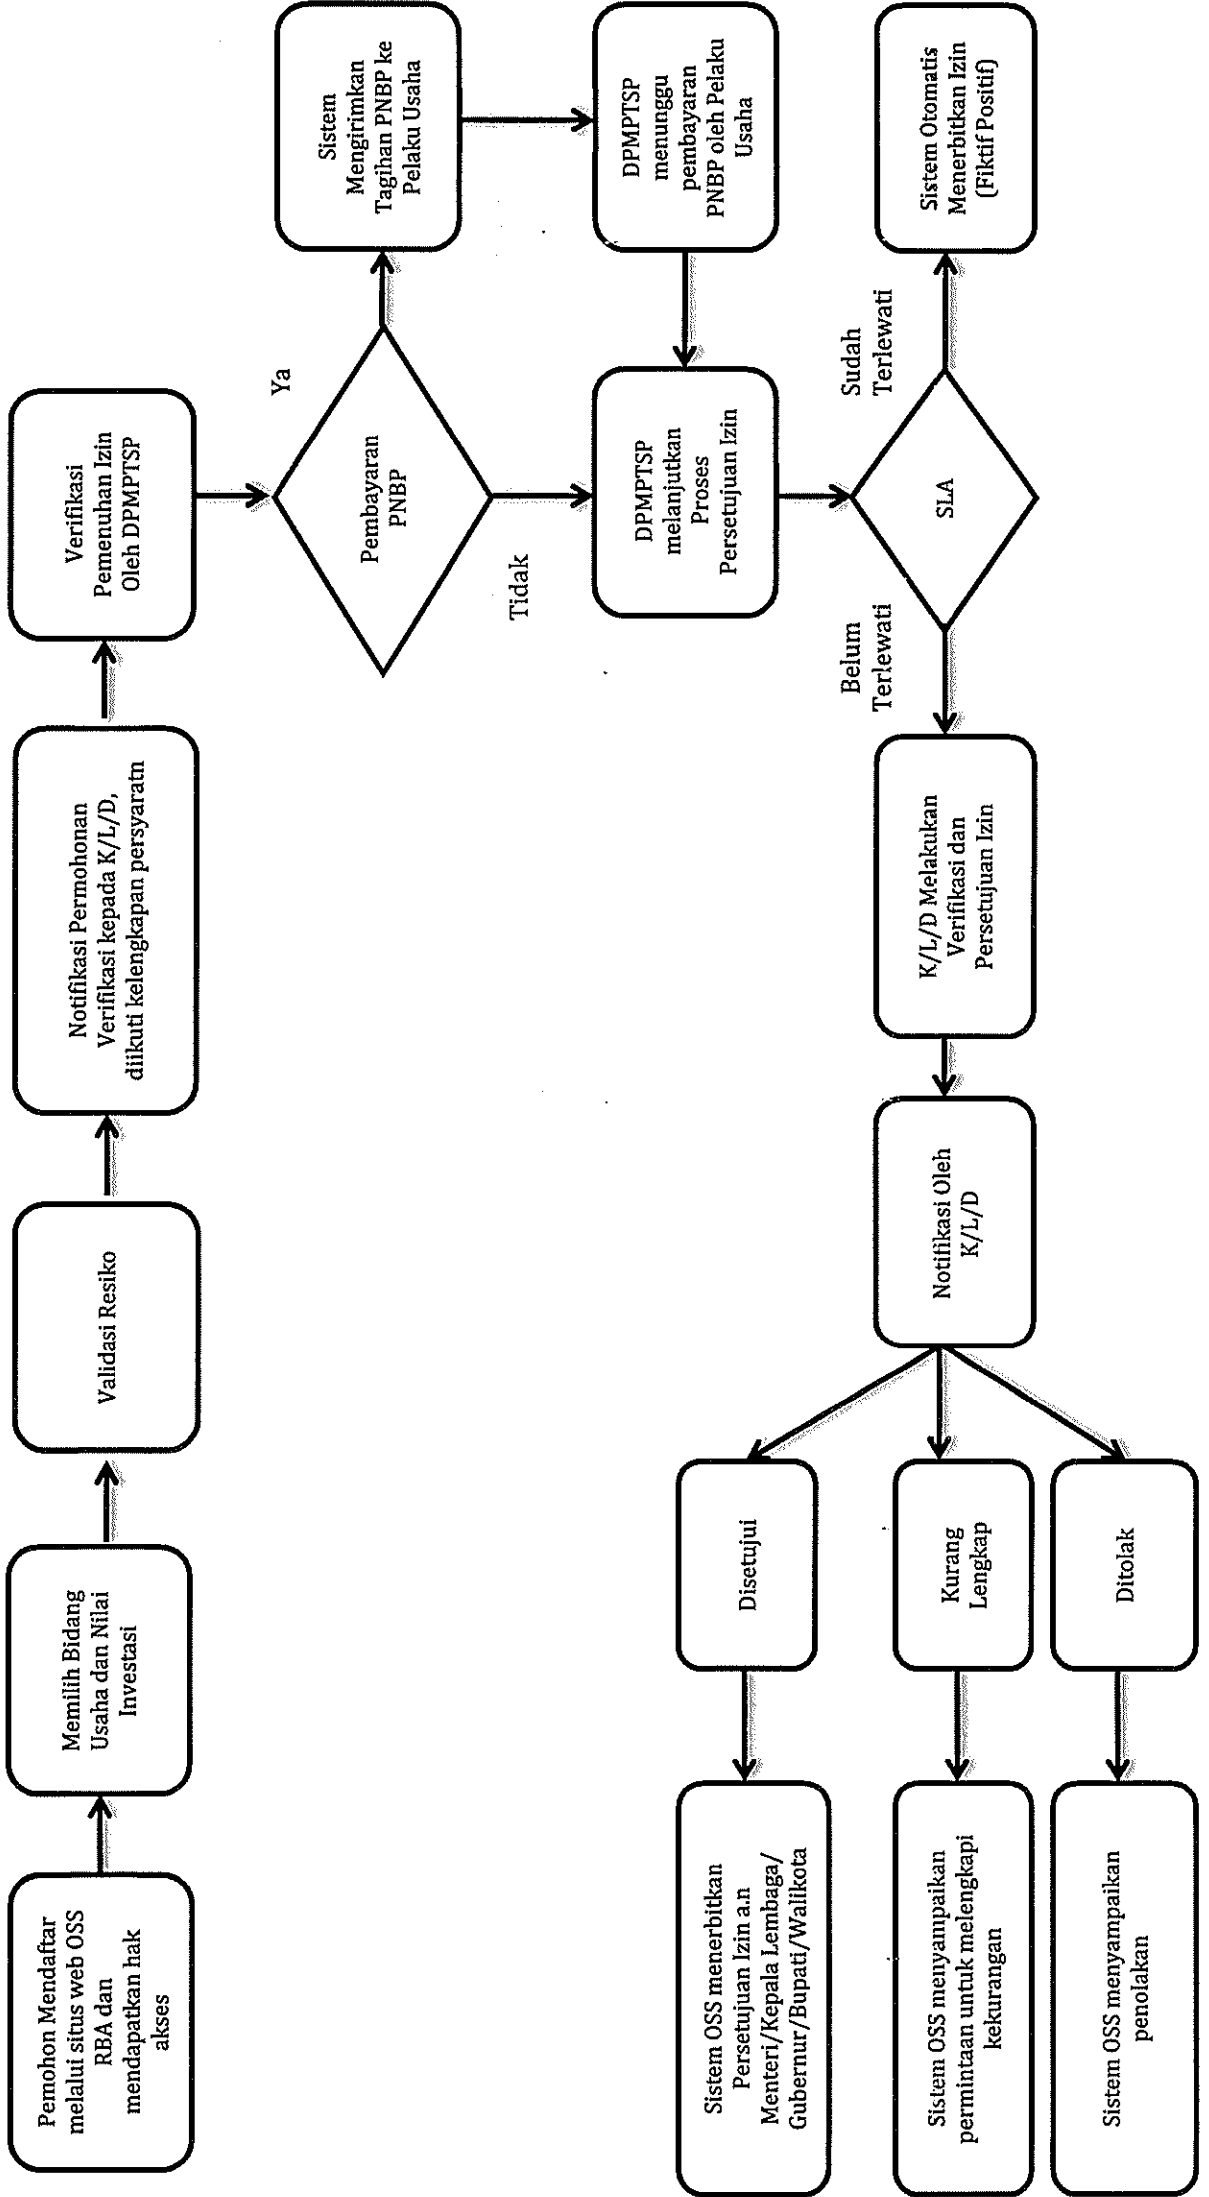 Pemohon Mendaftar
melalui situs web OSS
RBA dan
mendapatkan hak
akses
Memilih Bidang
Usaha dan Nilai
Investasi
Validasi Resiko
Notifikasi Permohonan
Verifikasi kepada K/L/D,
diikuti kelengkapan persyaratn
Verifikasi
Pemenuhan Izin
Oleh DPMPTSP
Pembayaran
PNBP
Ya
Tidak
Sistem
Mengirimkan
Tagihan PNBP ke
Pelaku Usaha
DPMPTSP
menunggu
pembayaran
PNBP oleh Pelaku
Usaha
DPMPTSP
melanjutkan
Proses
Persetujuan Izin
SLA
Sudah
Terlewati
Belum
Terlewati
Sistem Otomatis
Menerbitkan Izin
(Fiktif Positif)
K/L/D Melakukan
Verifikasi dan
Persetujuan Izin
Notifikasi Oleh
K/L/D
Disetujui
Kurang
Lengkap
Ditolak
Sistem OSS menerbitkan
Persetujuan Izin a.n
Menteri/Kepala Lembaga/
Gubernur/Bupati/Walikota
Sistem OSS menyampaikan
permintaan untuk melengkapi
kekurangan
Sistem OSS menyampaikan
penolakan